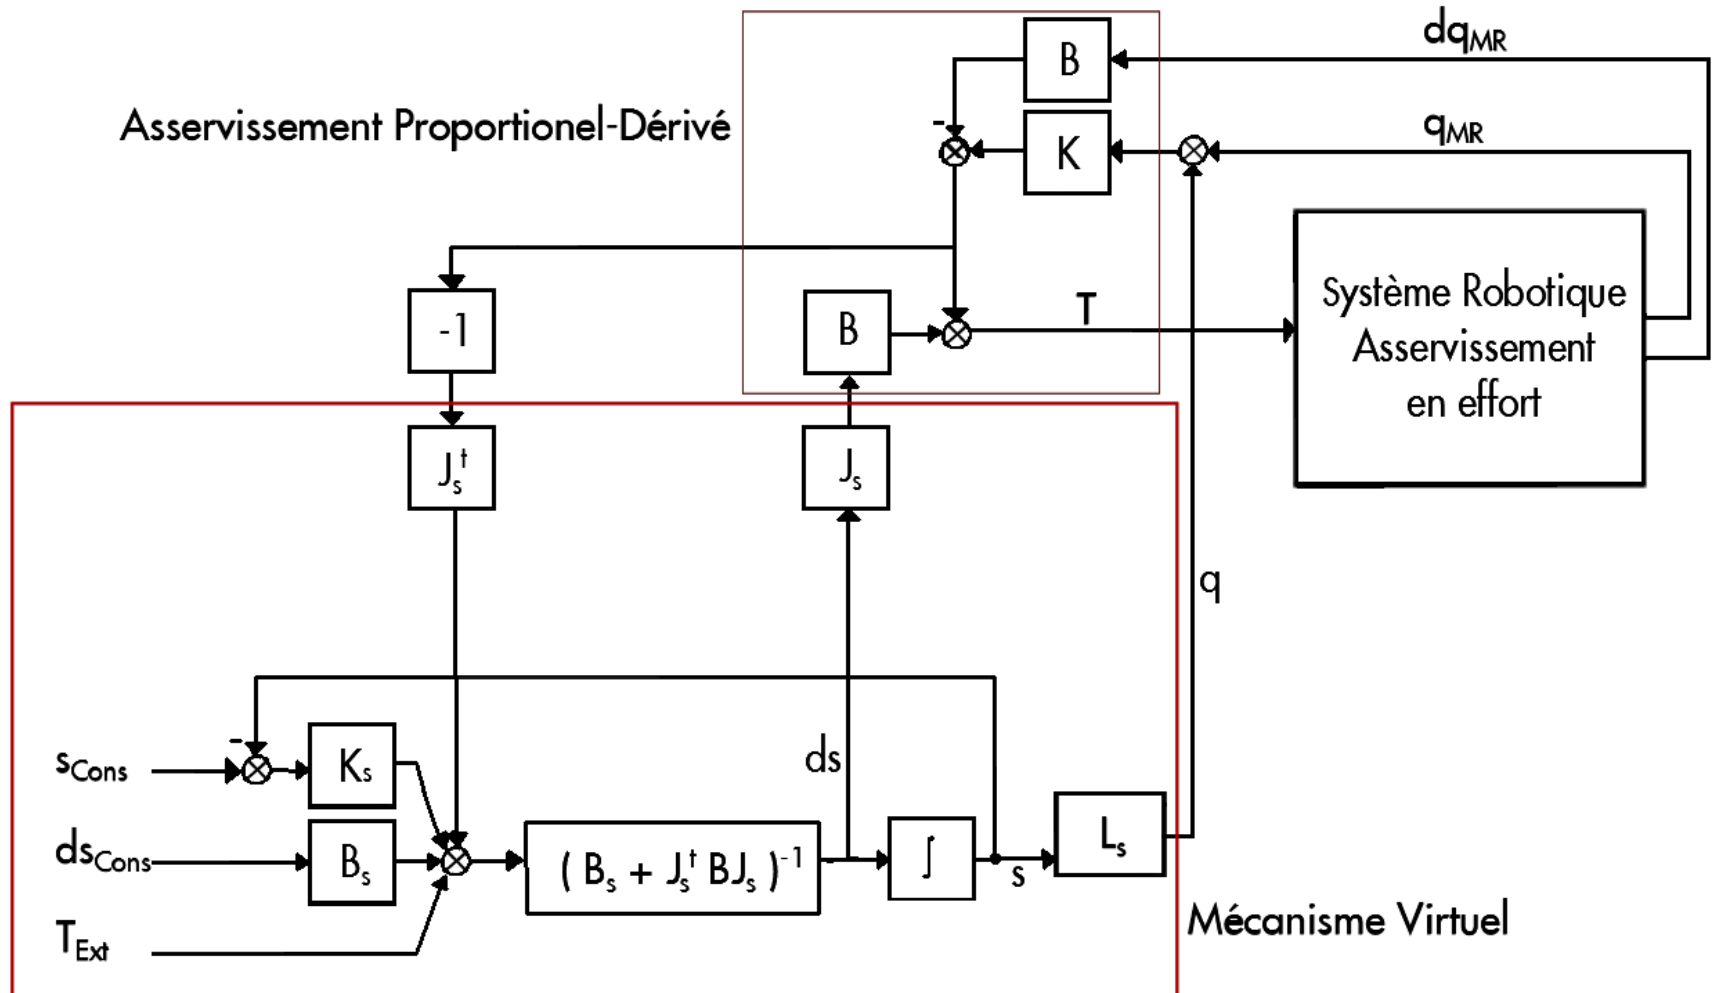 dq_MR
B
Asservissement Proportionel-Dérivé
-
K
q_MR
-1
B
T
Système Robotique
Asservissement
en effort
J_s^t
J_s
q
-
s_Cons
K_s
ds
ds_Cons
B_s
( B_s + J_s^t BJ_s )^-1
∫
s
L_s
T_Ext
Mécanisme Virtuel